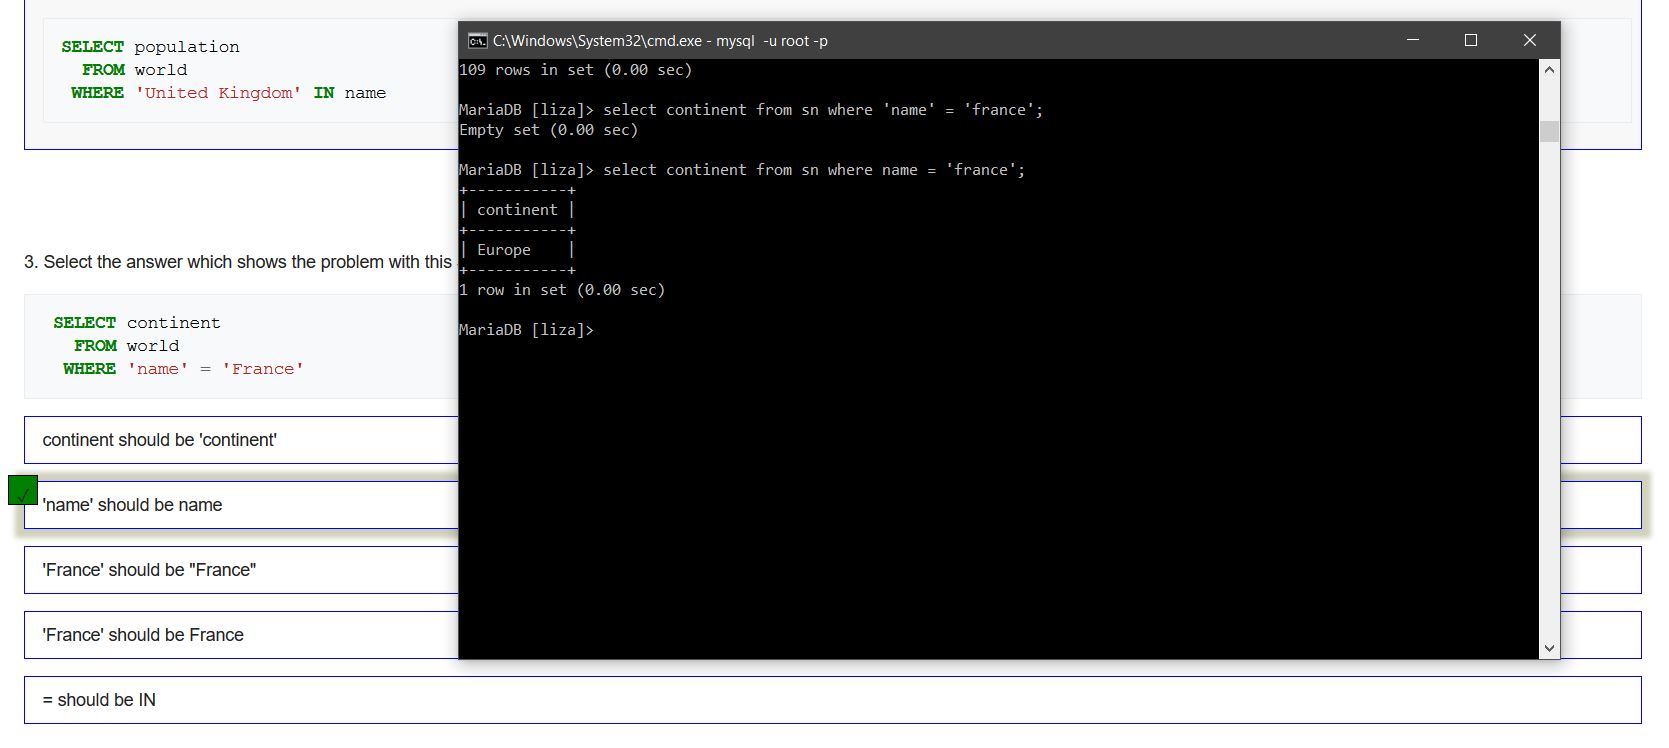 SELECT population
FROM world
WHERE 'United Kingdom' IN name
3. Select the answer which shows the problem with this
SELECT continent
FROM world
WHERE 'name' = 'France'
continent should be 'continent'
✓
'name' should be name
'France' should be "France"
'France' should be France
= should be IN
C:\Windows\System32\cmd.exe - mysql  -u root -p
109 rows in set (0.00 sec)
MariaDB [liza]> select continent from sn where 'name' = 'france';
Empty set (0.00 sec)
MariaDB [liza]> select continent from sn where name = 'france';
+-----------+
| continent |
+-----------+
| Europe    |
+-----------+
1 row in set (0.00 sec)
MariaDB [liza]>